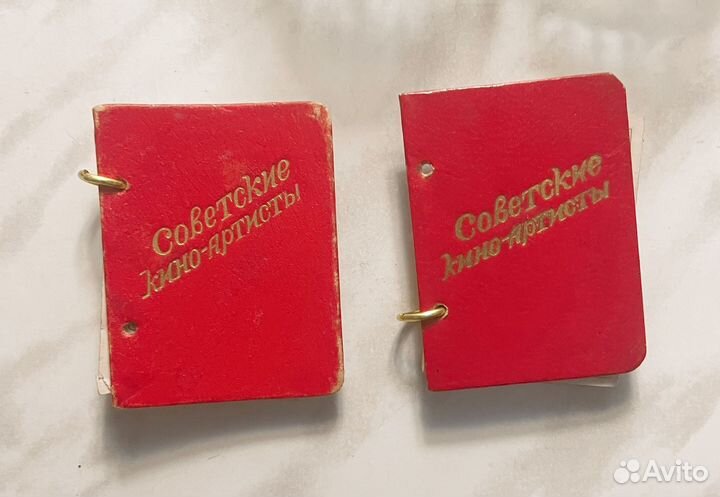 Советские
кино-артисты
Советские
кино-артисты
Avito